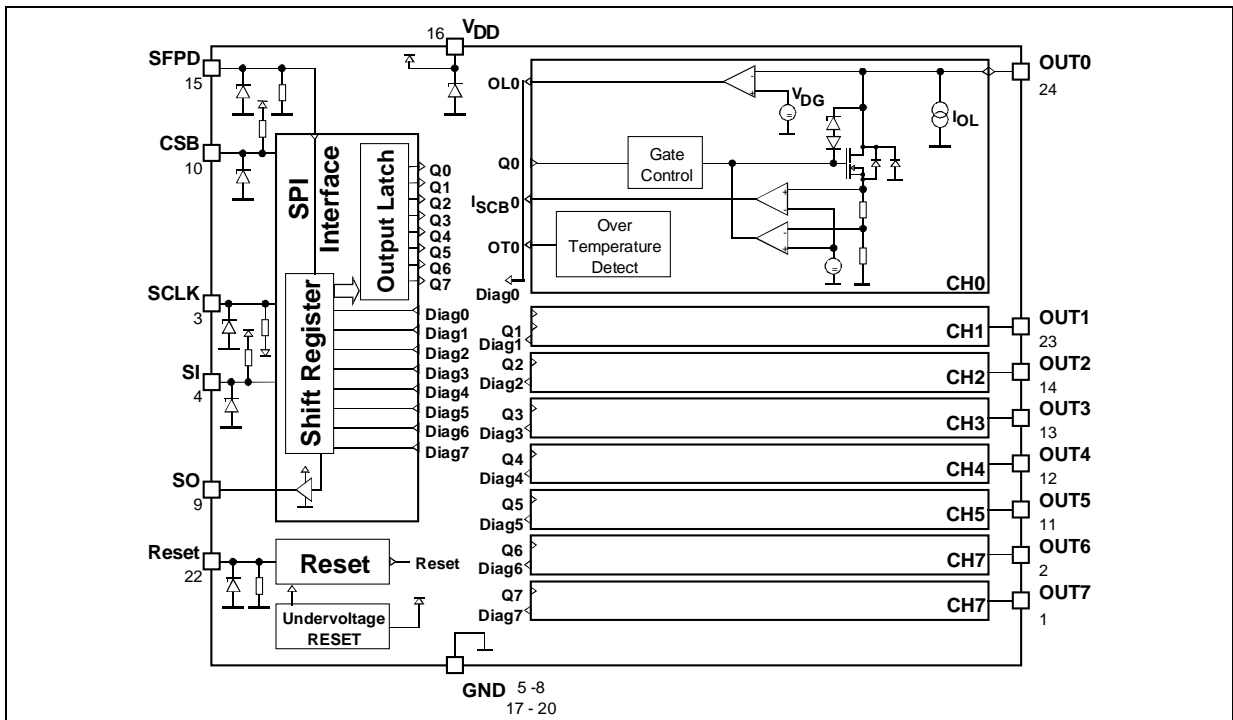 16 VDD
SFPD
15
CSB
10
SCLK
3
SI
4
SO
9
Reset
22
SPI
Interface
Output Latch
Shift Register
Q0
Q1
Q2
Q3
Q4
Q5
Q6
Q7
Diag0
Diag1
Diag2
Diag3
Diag4
Diag5
Diag6
Diag7
Reset
Reset
Undervoltage
RESET
GND 5 -8
17 - 20
OL0
VDG
IOL
Q0
Gate
Control
ISCB0
OT0
Over
Temperature
Detect
Diag0
CH0
Q1
Diag1
CH1
Q2
Diag2
CH2
Q3
Diag3
CH3
Q4
Diag4
CH4
Q5
Diag5
CH5
Q6
Diag6
CH7
Q7
Diag7
CH7
OUT0
24
OUT1
23
OUT2
14
OUT3
13
OUT4
12
OUT5
11
OUT6
2
OUT7
1